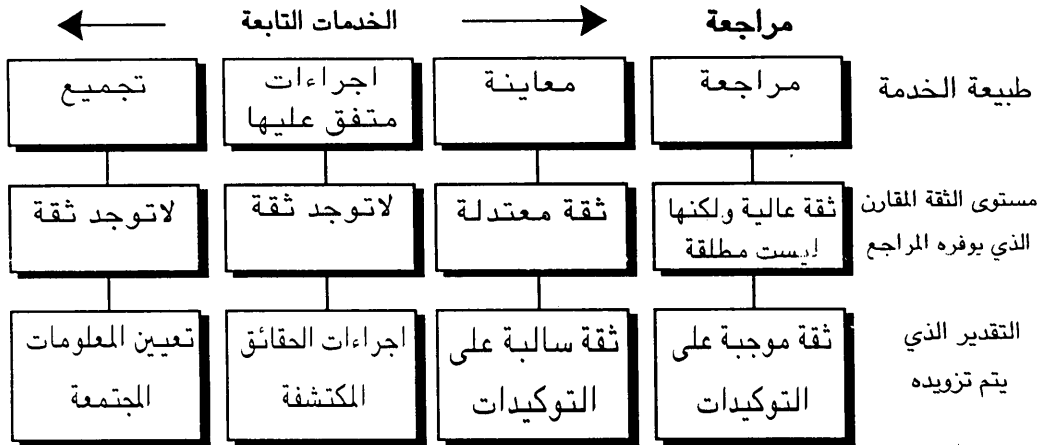 مراجعة
الخدمات التابعة
طبيعة الخدمة
مراجعة
معاينة
اجراءات
متفق عليها
تجميع
مستوى الثقة المقارن
الذي يوفره المراجع
ثقة عالية ولكنها
ليست مطلقة
ثقة معتدلة
لاتوجد ثقة
لاتوجد ثقة
التقدير الذي
يتم تزويده
ثقة موجبة على
التوكيدات
ثقة سالبة على
التوكيدات
اجراءات الحقائق
المكتشفة
تعيين المعلومات
المجتمعة